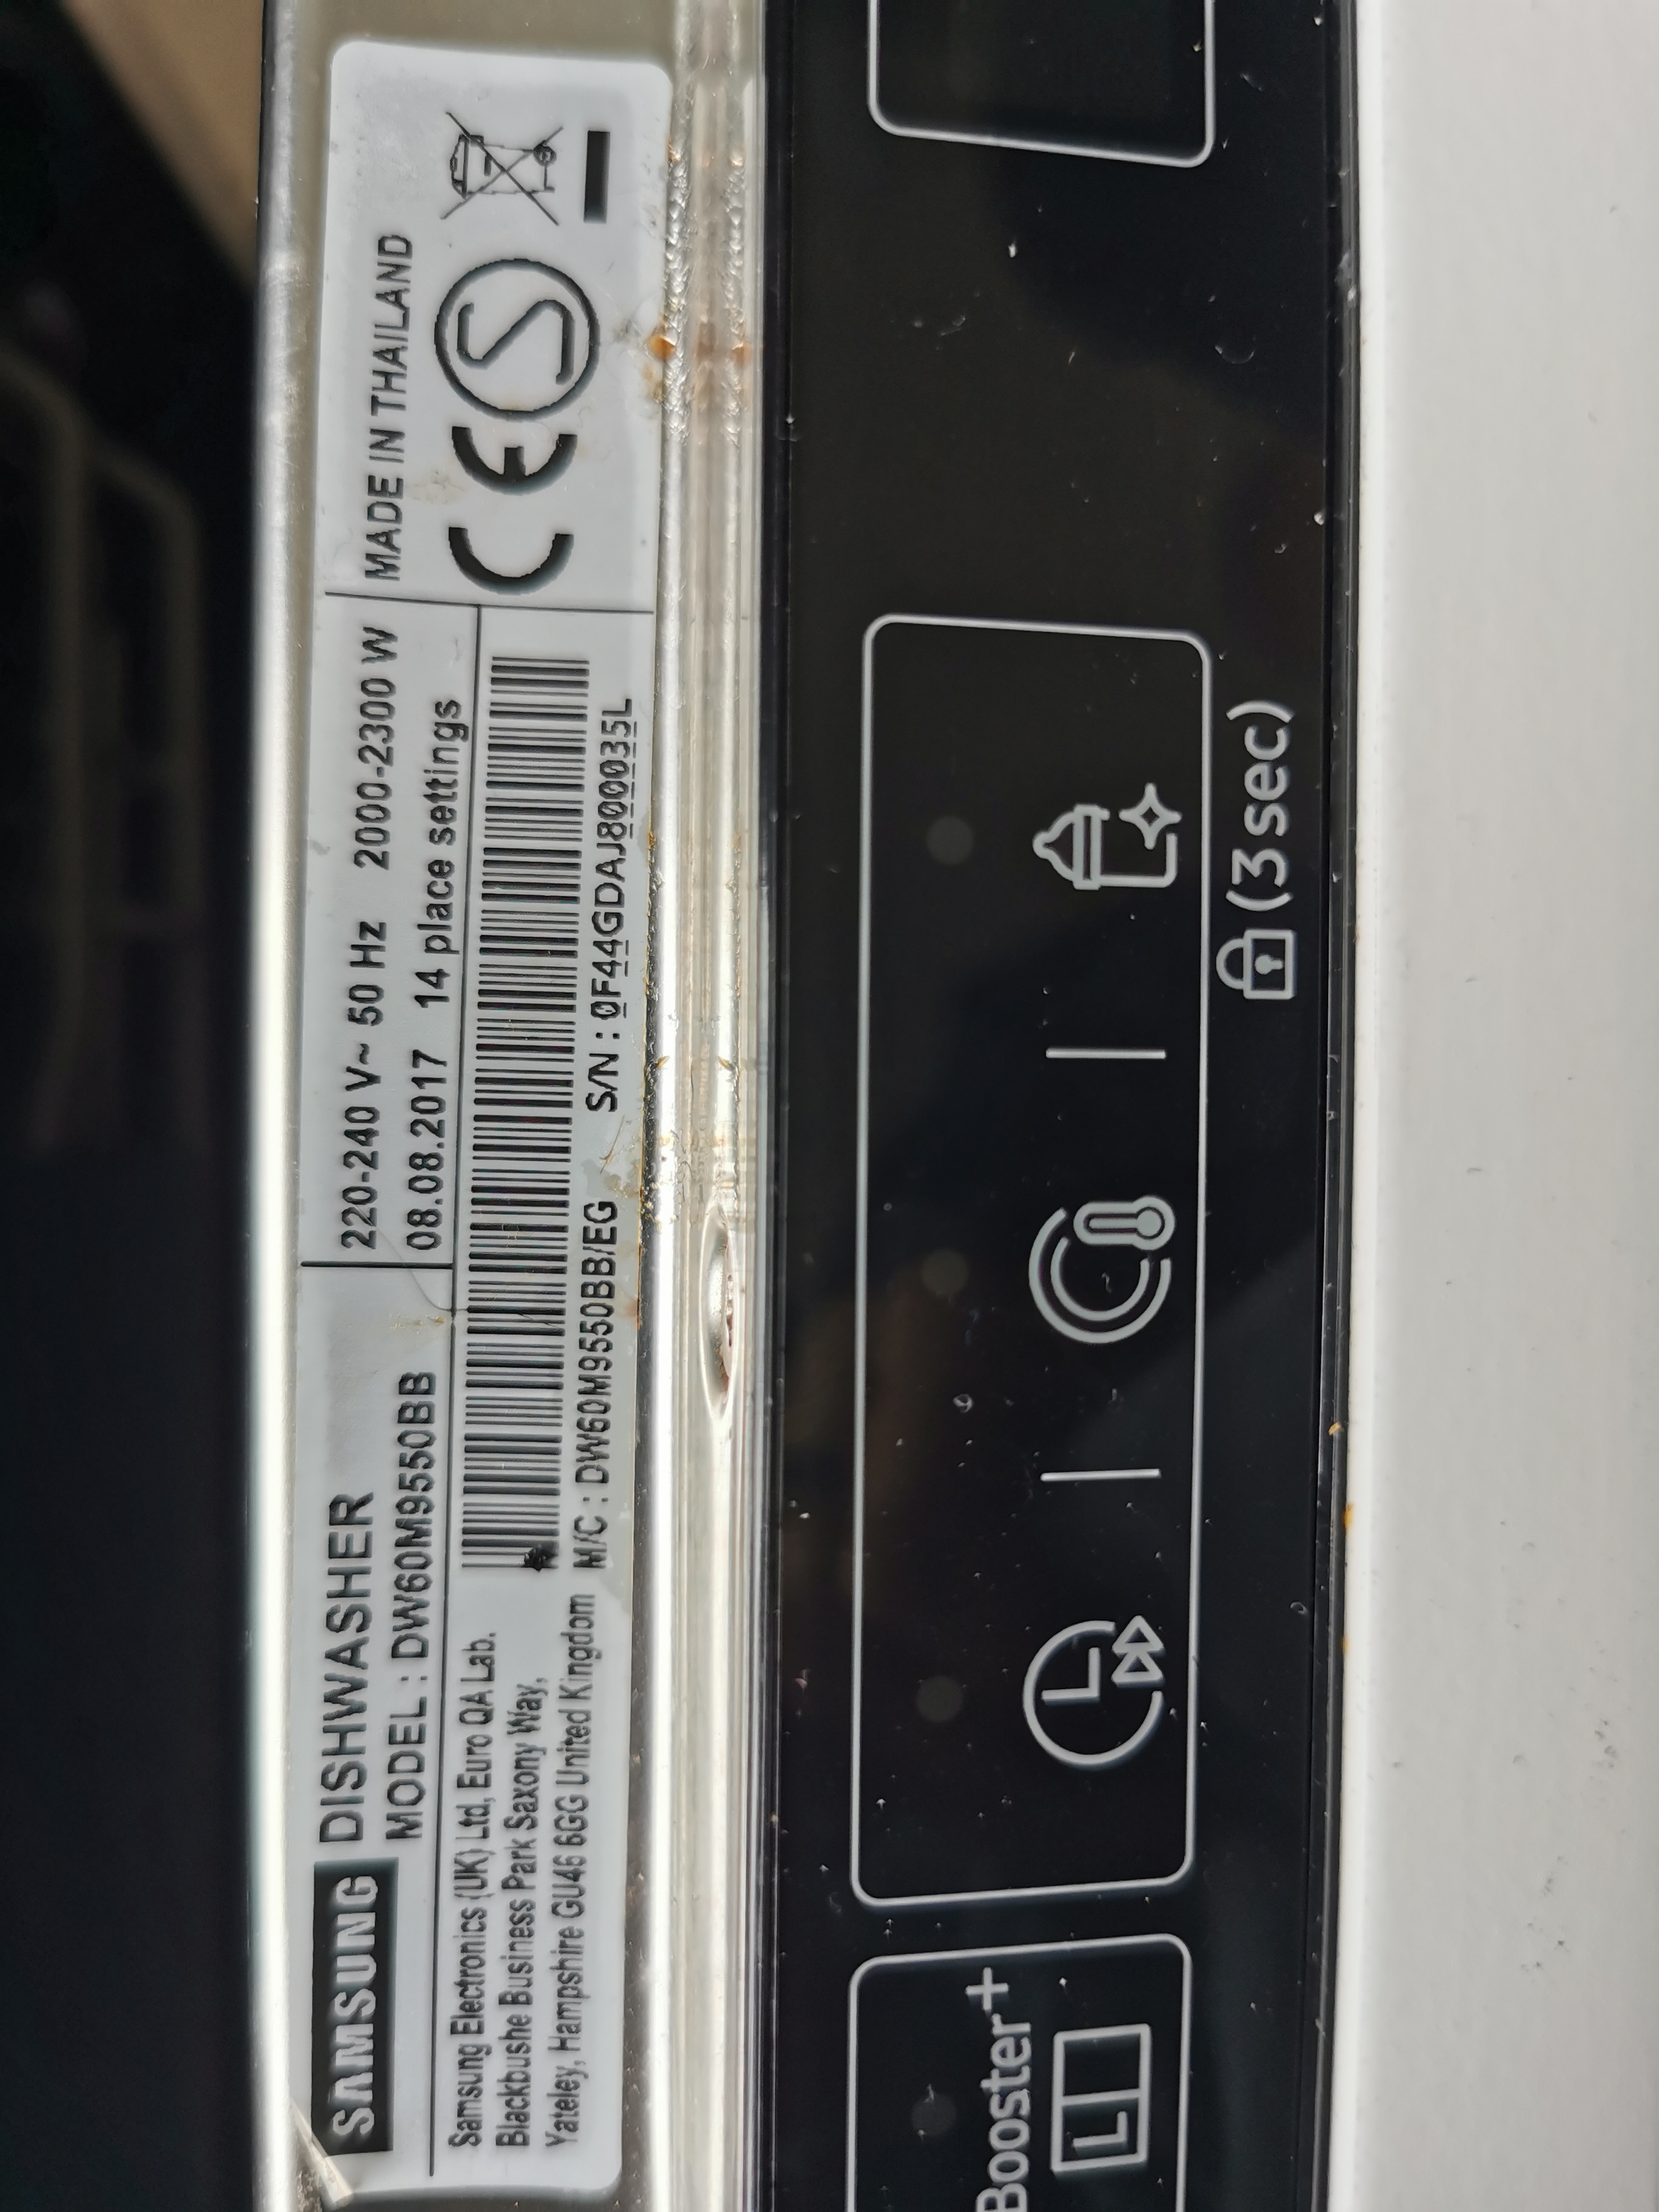 SAMSUNG
DISHWASHER
MODEL : DW60M9550BB
220-240 V~ 50 Hz 2000-2300 W
08.08.2017 14 place settings
MADE IN THAILAND
Samsung Electronics (UK) Ltd, Euro QA Lab.
Blackbushe Business Park Saxony Way,
Yateley, Hampshire GU46 6GG United Kingdom
M/C : DW60M9550BB/EG S/N : 0F44GDAJ800035L
CE S
Booster+
L
(3 sec)